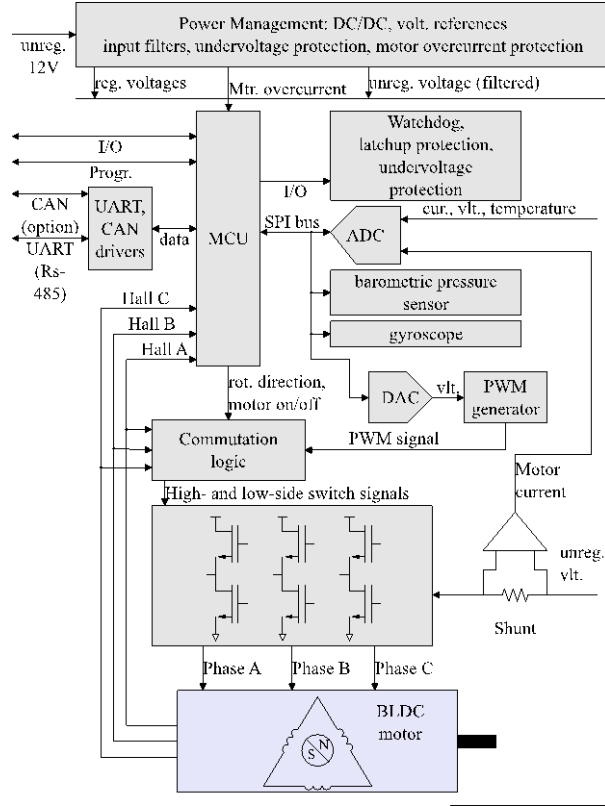 Power Management: DC/DC, volt. references
input filters, undervoltage protection, motor overcurrent protection
unreg.
12V
reg. voltages
Mtr. overcurrent
unreg. voltage (filtered)
I/O
Progr.
CAN
(option)
UART
(Rs-
485)
UART,
CAN
drivers
data
MCU
I/O
Watchdog,
latchup protection,
undervoltage
protection
SPI bus
ADC
cur., vlt., temperature
barometric pressure
sensor
gyroscope
Hall C
Hall B
Hall A
rot. direction,
motor on/off
DAC
vlt.
PWM
generator
Commutation
logic
PWM signal
Motor
current
High- and low-side switch signals
unreg.
vlt.
Shunt
Phase A
Phase B
Phase C
BLDC
motor
S N